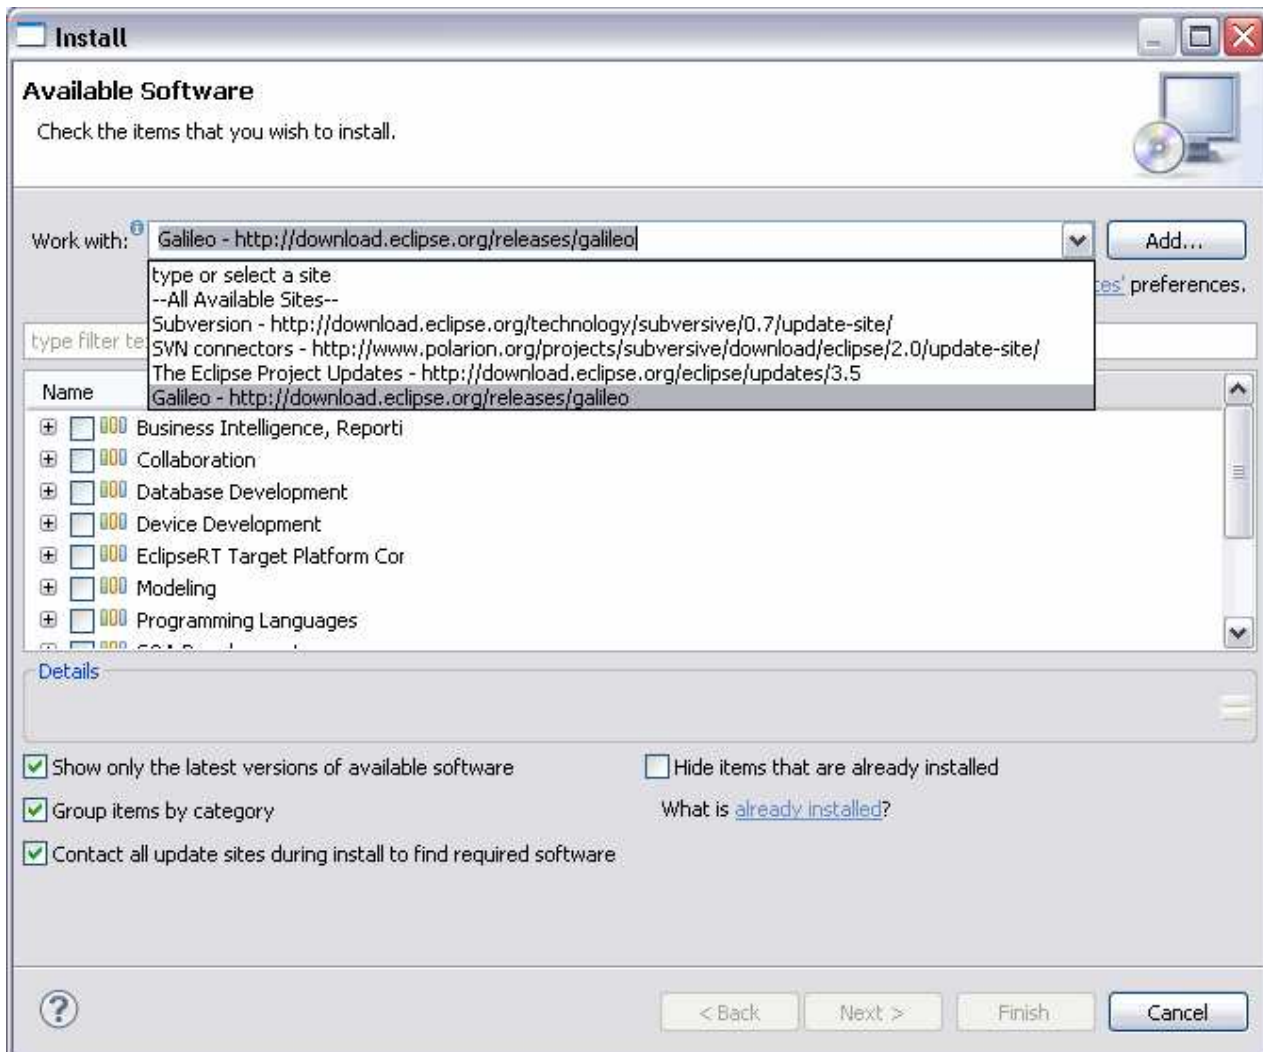 Install
Available Software
Check the items that you wish to install.
Work with: Galileo - http://download.eclipse.org/releases/galileo Add...
type or select a site
--All Available Sites-- preferences.
Subversion - http://download.eclipse.org/technology/subversive/0.7/update-site/
type filter
SVN connectors - http://www.polarion.org/projects/subversive/download/eclipse/2.0/update-site/
The Eclipse Project Updates - http://download.eclipse.org/eclipse/updates/3.5
Name Galileo - http://download.eclipse.org/releases/galileo
Business Intelligence, Reporti
Collaboration
Database Development
Device Development
EclipseRT Target Platform Cor
Modeling
Programming Languages
Details
Show only the latest versions of available software Hide items that are already installed
Group items by category What is already installed?
Contact all update sites during install to find required software
? < Back Next > Finish Cancel